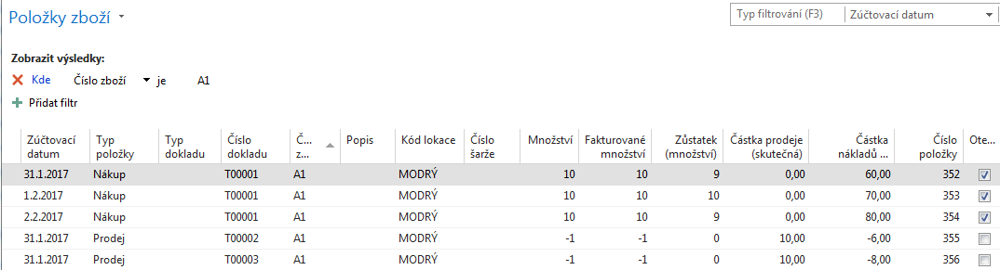 Položky zboží
Typ filtrování (F3) Zúčtovací datum
Zobrazit výsledky:
Kde Číslo zboží je A1
Přidat filtr
Zúčtovací datum Typ položky Typ dokladu Číslo dokladu Č... z... Popis Kód lokace Číslo šarže Množství Fakturované množství Zůstatek (množství) Částka prodeje (skutečná) Částka nákladů ... Číslo položky Ote...
31.1.2017 Nákup T00001 A1 MODRÝ 10 10 9 0,00 60,00 352
1.2.2017 Nákup T00001 A1 MODRÝ 10 10 10 0,00 70,00 353
2.2.2017 Nákup T00001 A1 MODRÝ 10 10 9 0,00 80,00 354
31.1.2017 Prodej T00002 A1 MODRÝ -1 -1 0 10,00 -6,00 355
31.1.2017 Prodej T00003 A1 MODRÝ -1 -1 0 10,00 -8,00 356